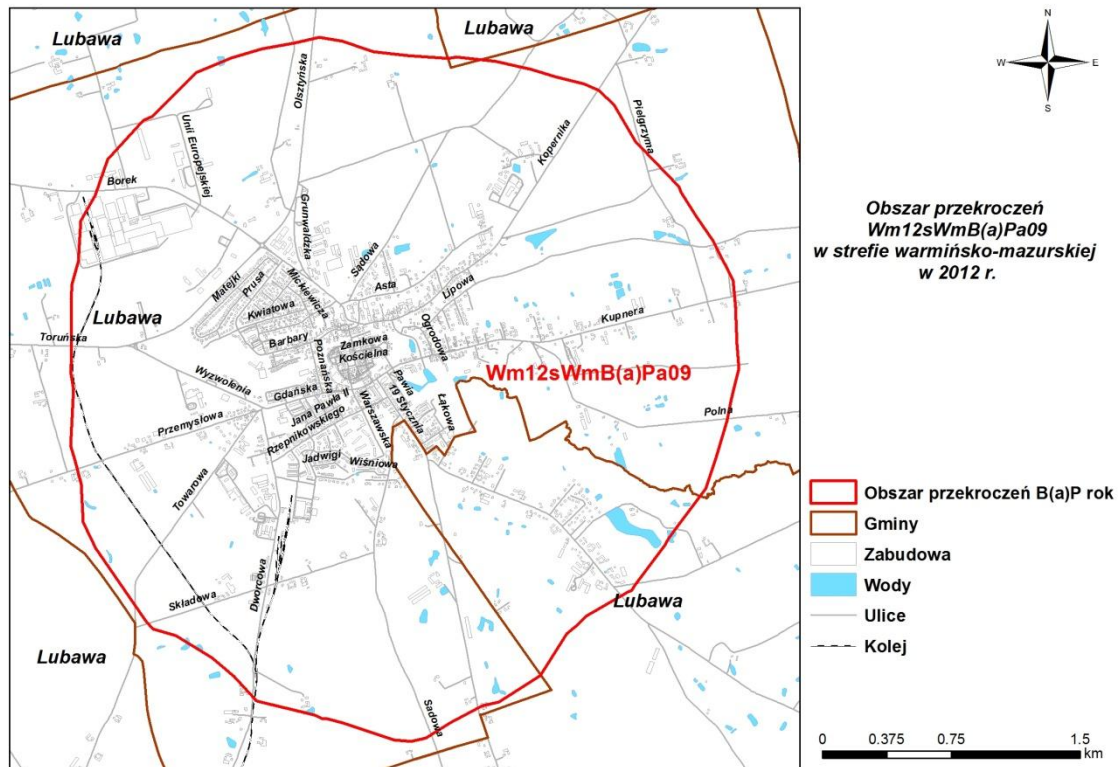 Lubawa
Lubawa
Olsztyńska
Pielgrzyma
Kopernika
Unii Europejskiej
Borek
Grunwaldzka
Sądowa
Matejki
Prusa
Mickiewicza
Asta
Lipowa
Lubawa
Kwiatowa
Ogrodowa
Kupnera
Toruńska
Barbary
Zamkowa
Kościelna
Poznańska
Wyzwolenia
Wm12sWmB(a)Pa09
Pawia
Gdańska
19 Stycznia
Łąkowa
Jana Pawła II
Przemysłowa
Warszawska
Polna
Rzepnikowskiego
Jadwigi
Wiśniowa
Towarowa
Dworcowa
Składowa
Lubawa
Lubawa
Sadowa
N
W
E
S
Obszar przekroczeń
Wm12sWmB(a)Pa09
w strefie warmińsko-mazurskiej
w 2012 r.
Obszar przekroczeń B(a)P rok
Gminy
Zabudowa
Wody
Ulice
Kolej
0 0.375 0.75 1.5
km